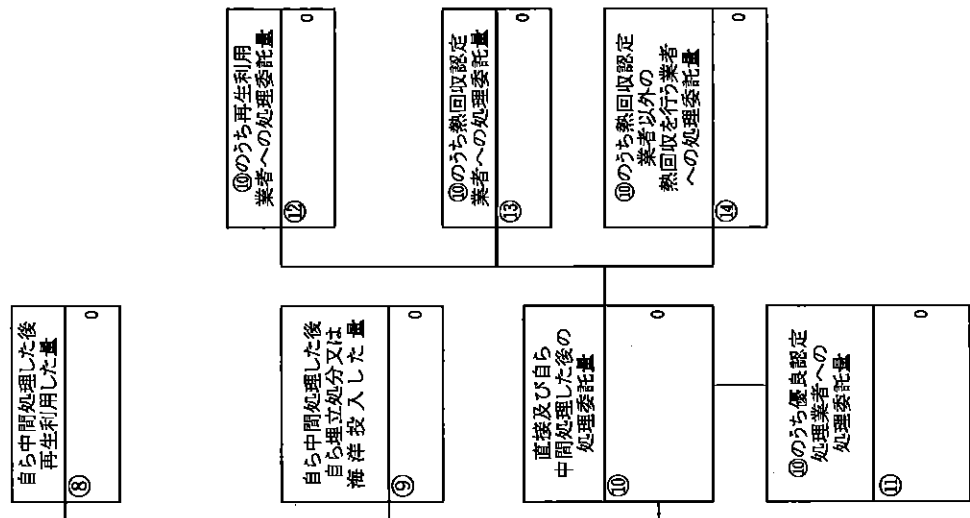 自ら中間処理した後
再生利用した量
⑧
0
自ら中間処理した後
自ら埋立処分又は
海洋投入した量
⑨
0
直接及び自ら
中間処理した後の
処理委託量
⑩
0
⑩のうち優良認定
処理業者への
処理委託量
⑪
0
⑩のうち再生利用
業者への処理委託量
⑫
0
⑩のうち熱回収認定
業者への処理委託量
⑬
0
⑩のうち熱回収認定
業者以外の
熱回収を行う業者
への処理委託量
⑭
0